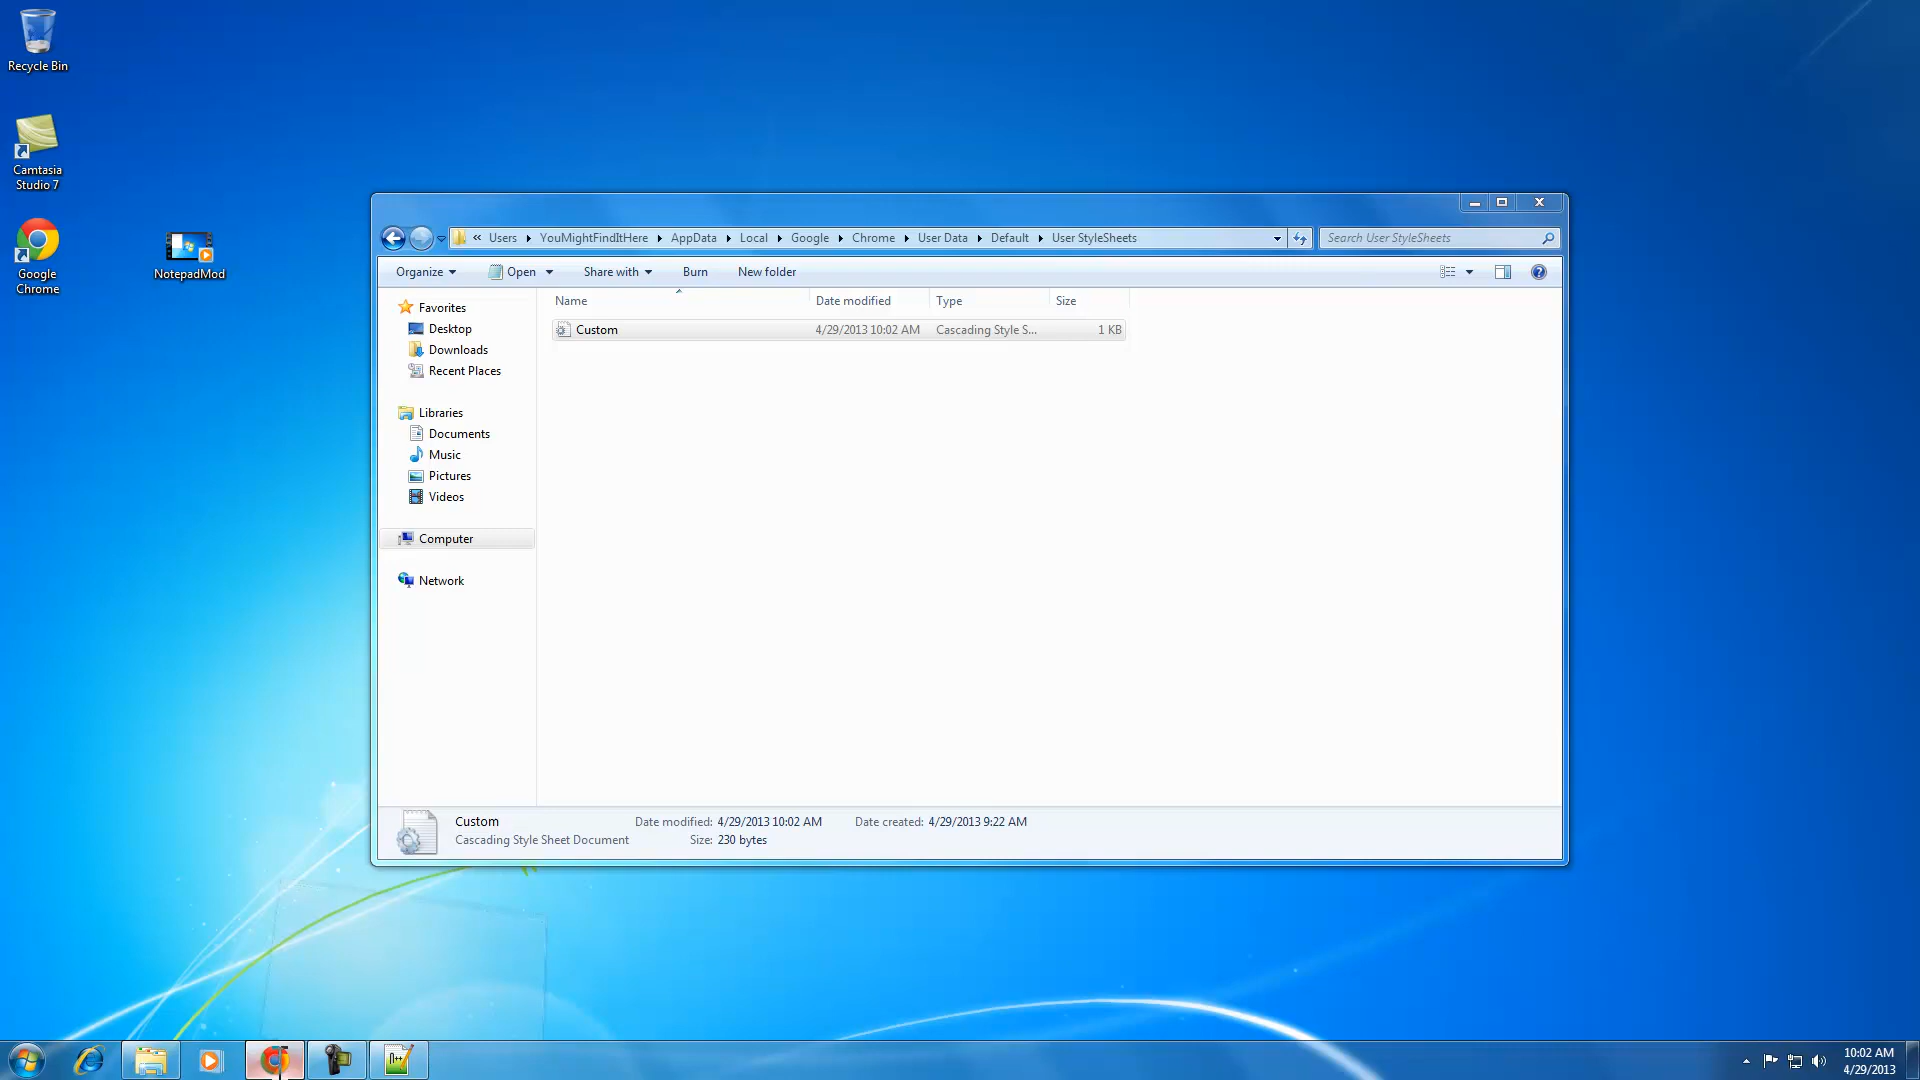 Recycle Bin
Camtasia
Studio 7
Google
Chrome
NotepadMod
« Users YouMightFindItHere AppData Local Google Chrome User Data Default User StyleSheets
Search User StyleSheets
Organize Open Share with Burn New folder
Name Date modified Type Size
Custom 4/29/2013 10:02 AM Cascading Style S... 1 KB
Favorites
Desktop
Downloads
Recent Places
Libraries
Documents
Music
Pictures
Videos
Computer
Network
Custom Date modified: 4/29/2013 10:02 AM Date created: 4/29/2013 9:22 AM
Cascading Style Sheet Document Size: 230 bytes
10:02 AM
4/29/2013